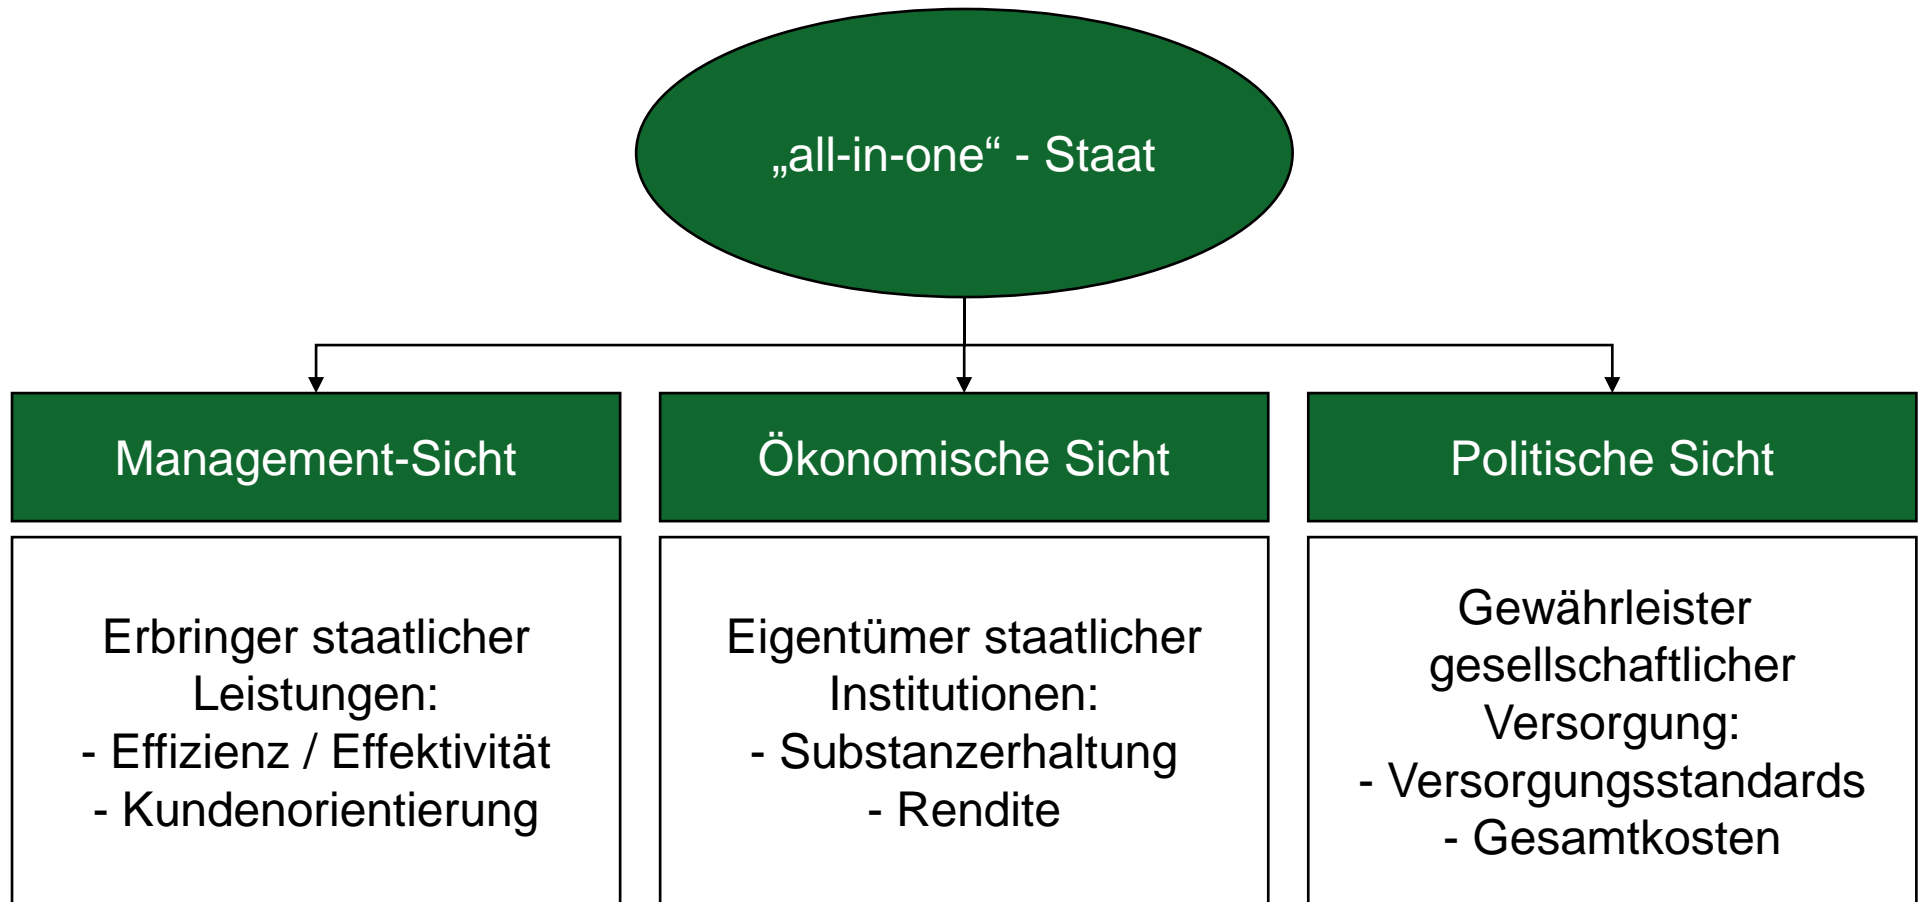 „all-in-one“ - Staat
Management-Sicht
Erbringer staatlicher
Leistungen:
- Effizienz / Effektivität
- Kundenorientierung
Ökonomische Sicht
Eigentümer staatlicher
Institutionen:
- Substanzerhaltung
- Rendite
Politische Sicht
Gewährleister
gesellschaftlicher
Versorgung:
- Versorgungsstandards
- Gesamtkosten